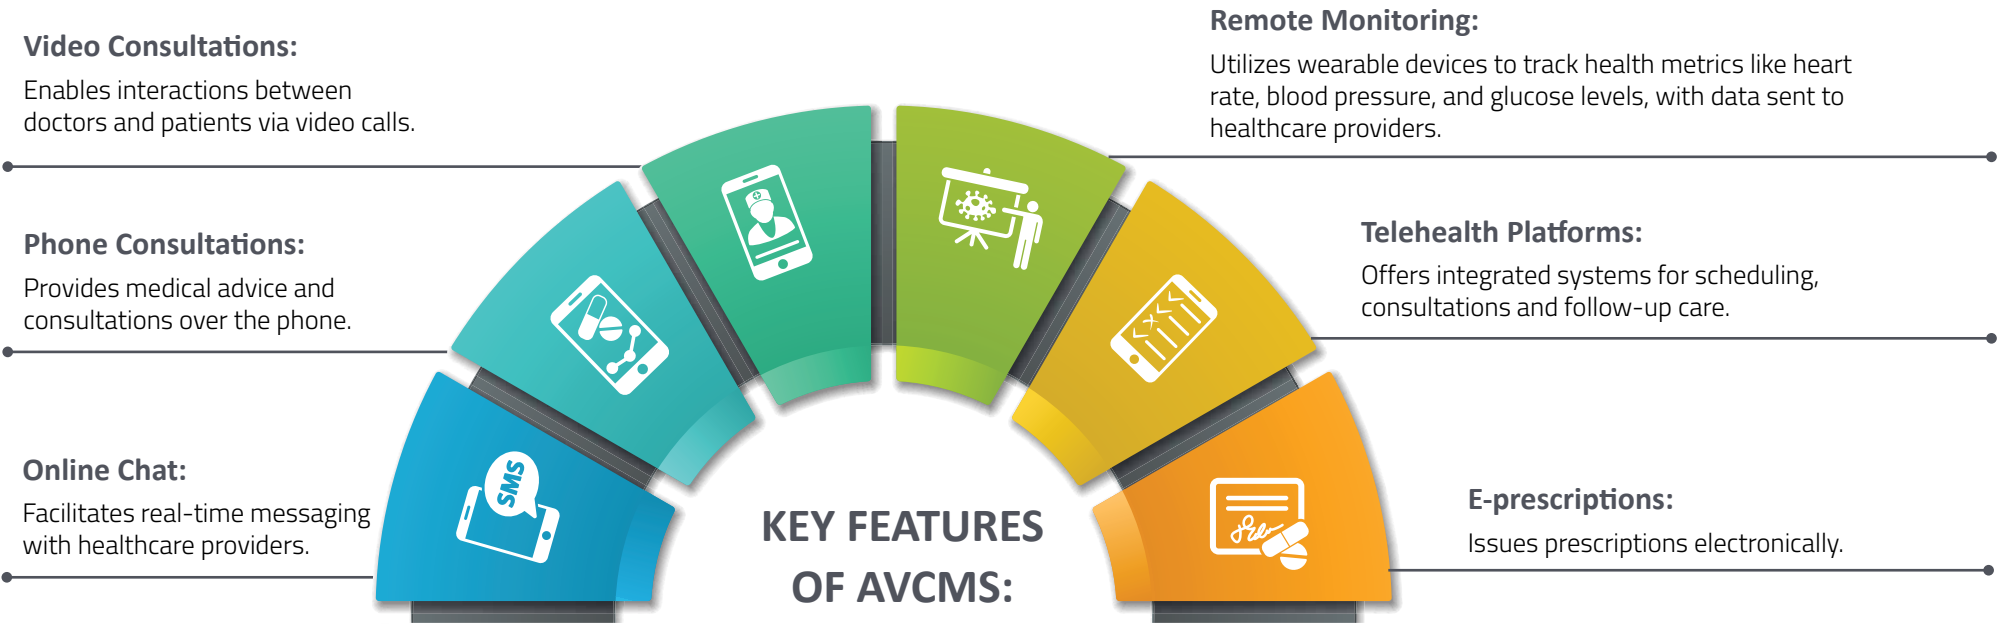 Video Consultations:
Enables interactions between
doctors and patients via video calls.
Phone Consultations:
Provides medical advice and
consultations over the phone.
Online Chat:
Facilitates real-time messaging
with healthcare providers.
SMS
KEY FEATURES
OF AVCMS:
Remote Monitoring:
Utilizes wearable devices to track health metrics like heart
rate, blood pressure, and glucose levels, with data sent to
healthcare providers.
Telehealth Platforms:
Offers integrated systems for scheduling,
consultations and follow-up care.
E-prescriptions:
Issues prescriptions electronically.